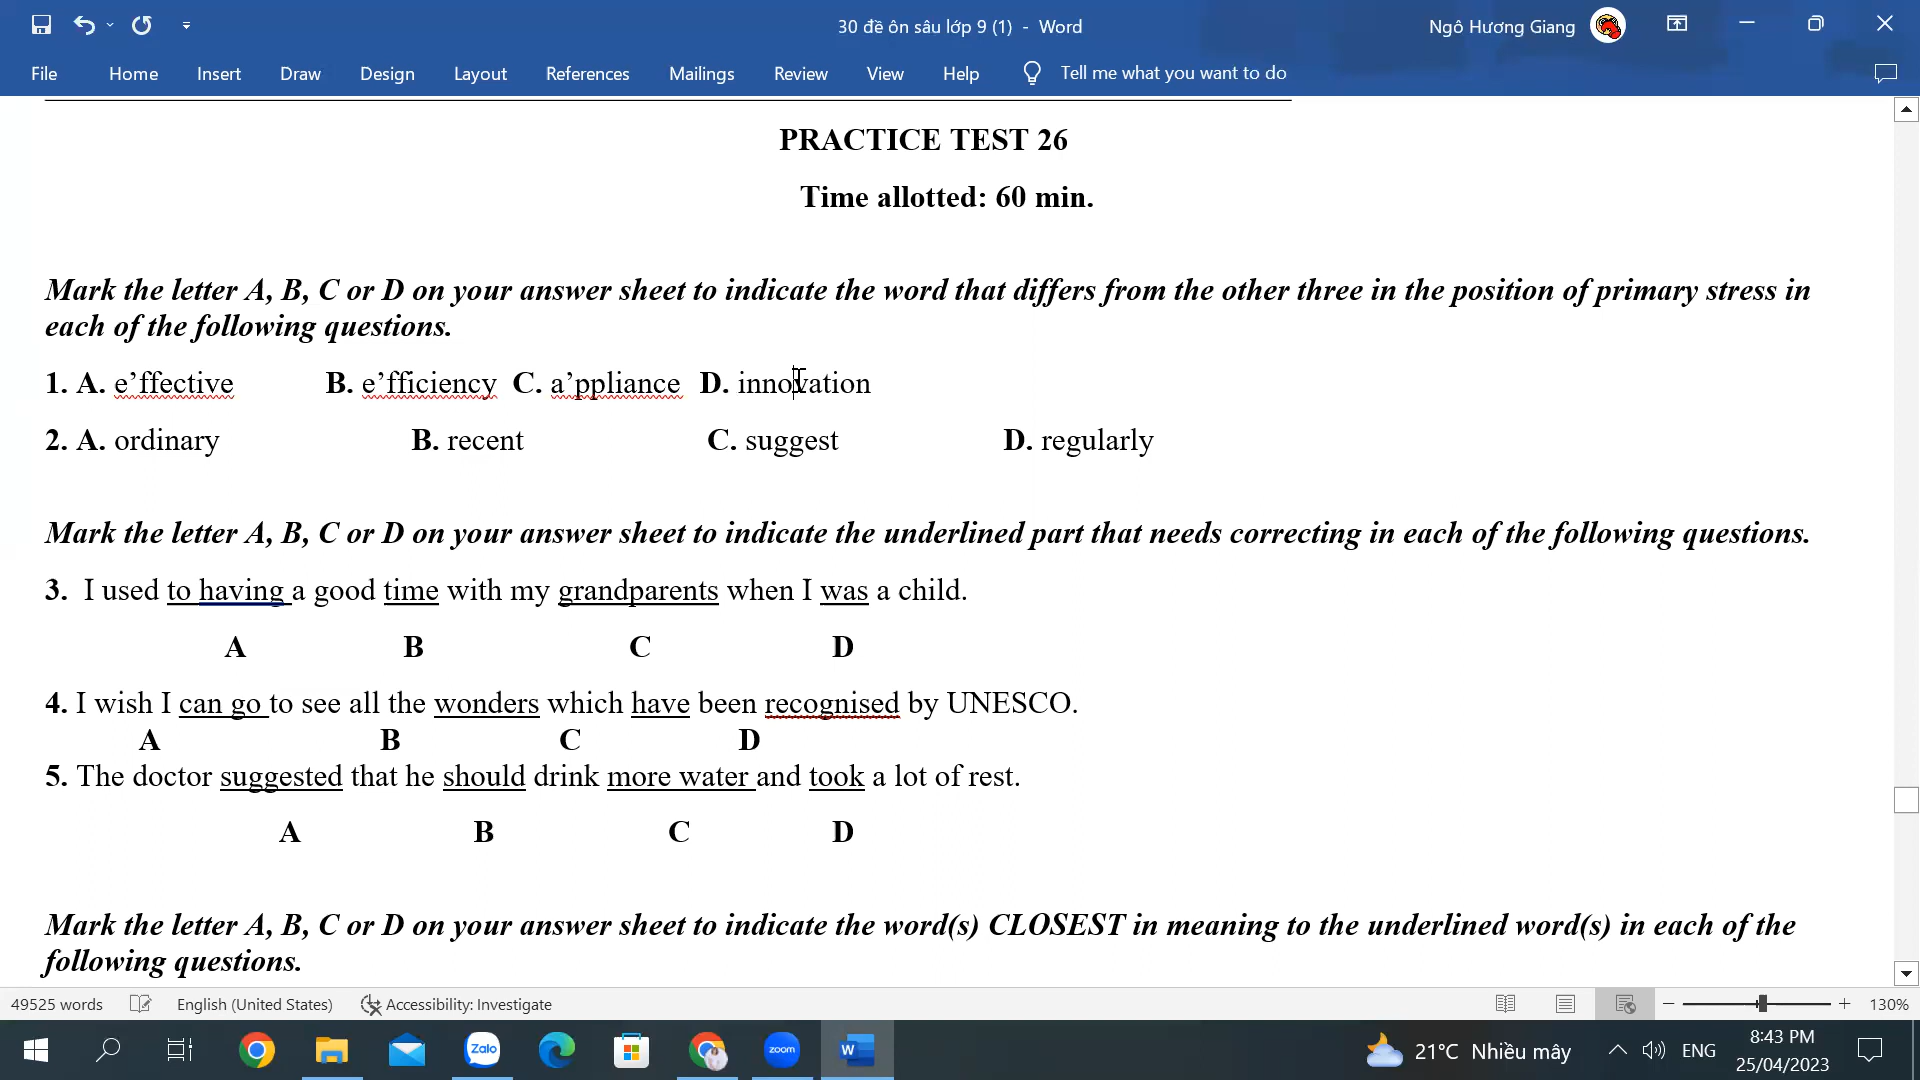 30 đề ôn sâu lớp 9 (1) - Word
Ngô Hương Giang
File Home Insert Draw Design Layout References Mailings Review View Help Tell me what you want to do
PRACTICE TEST 26
Time allotted: 60 min.
Mark the letter A, B, C or D on your answer sheet to indicate the word that differs from the other three in the position of primary stress in
each of the following questions.
1. A. e’ffective B. e’fficiency C. a’ppliance D. innovation
2. A. ordinary B. recent C. suggest D. regularly
Mark the letter A, B, C or D on your answer sheet to indicate the underlined part that needs correcting in each of the following questions.
3. I used to having a good time with my grandparents when I was a child.
A B C D
4. I wish I can go to see all the wonders which have been recognised by UNESCO.
A B C D
5. The doctor suggested that he should drink more water and took a lot of rest.
A B C D
Mark the letter A, B, C or D on your answer sheet to indicate the word(s) CLOSEST in meaning to the underlined word(s) in each of the
following questions.
49525 words English (United States) Accessibility: Investigate 130%
Zalo zoom W 21°C Nhiều mây ENG 8:43 PM
25/04/2023